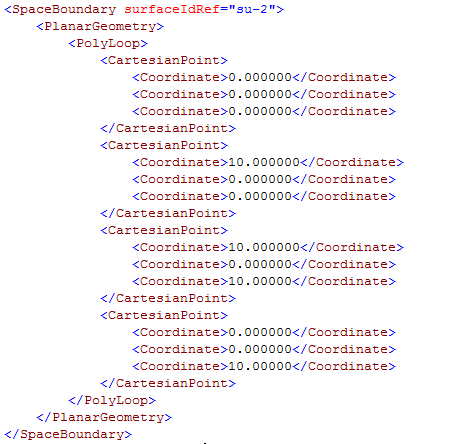 <SpaceBoundary surfaceIdRef="su-2">
<PlanarGeometry>
<PolyLoop>
<CartesianPoint>
<Coordinate>0.000000</Coordinate>
<Coordinate>0.000000</Coordinate>
<Coordinate>0.000000</Coordinate>
</CartesianPoint>
<CartesianPoint>
<Coordinate>10.000000</Coordinate>
<Coordinate>0.000000</Coordinate>
<Coordinate>0.000000</Coordinate>
</CartesianPoint>
<CartesianPoint>
<Coordinate>10.000000</Coordinate>
<Coordinate>0.000000</Coordinate>
<Coordinate>10.00000</Coordinate>
</CartesianPoint>
<CartesianPoint>
<Coordinate>0.000000</Coordinate>
<Coordinate>0.000000</Coordinate>
<Coordinate>10.00000</Coordinate>
</CartesianPoint>
</PolyLoop>
</PlanarGeometry>
</SpaceBoundary>